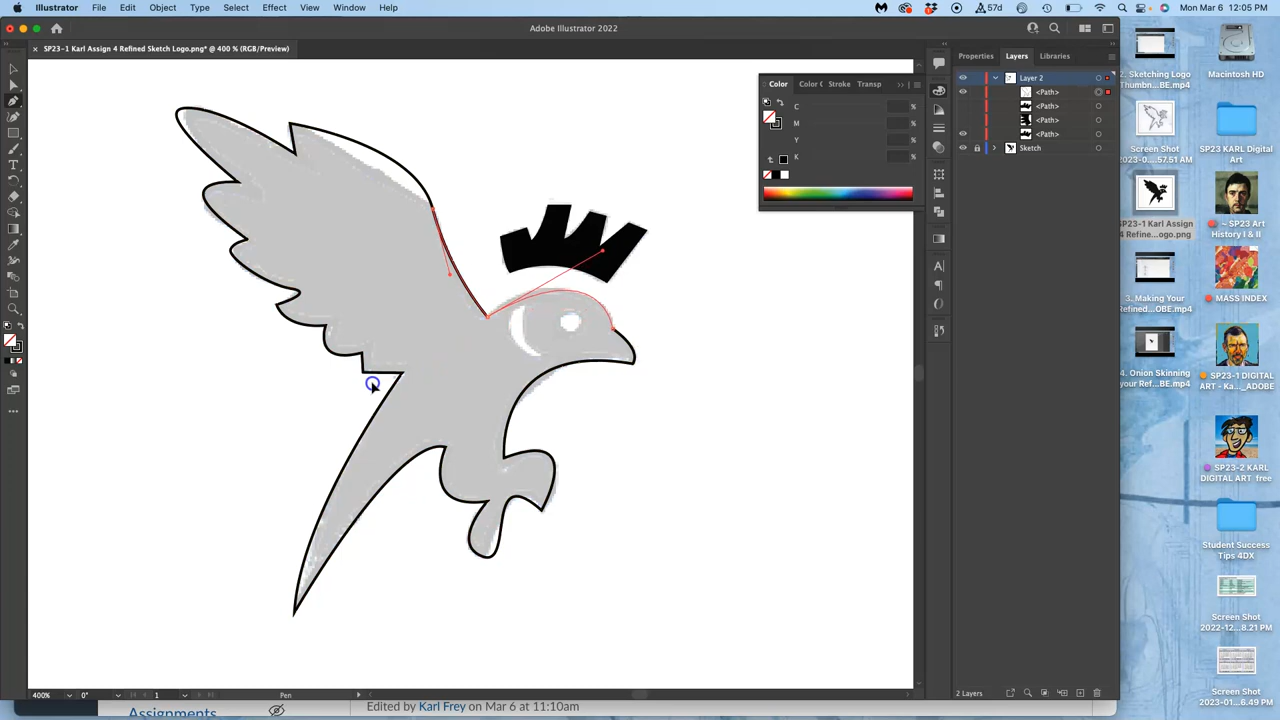 Illustrator File Edit Object Type Select Effect View Window Help 57d Mon Mar 6 12:05 PM
Adobe Illustrator 2022
SP23-1 Karl Assign 4 Refined Sketch Logo.png* @ 400 % (RGB/Preview)
Properties Layers Libraries
Color Color G Stroke Transp
C %
M %
Y %
K %
Layer 2
<Path>
<Path>
<Path>
<Path>
Sketch
2. Sketching Logo
Thumbn...BE.mp4
Macintosh HD
Screen Shot
2023-0....57.51 AM
SP23 KARL Digital
Art
SP23-1 Karl Assign
4 Refine...ogo.png
~ SP23 Art
History I & II
3. Making Your
Refined...OBE.mp4
MASS INDEX
4. Onion Skinning
your Ref...BE.mp4
SP23-1 DIGITAL
ART - Ka..._ADOBE
SP23-2 KARL
DIGITAL ART free
Student Success
Tips 4DX
Screen Shot
2022-12...8.21 PM
Screen Shot
2023-01...6.49 PM
400% 0° 1 Pen 2 Layers
Assignments
Edited by Karl Frey on Mar 6 at 11:10am